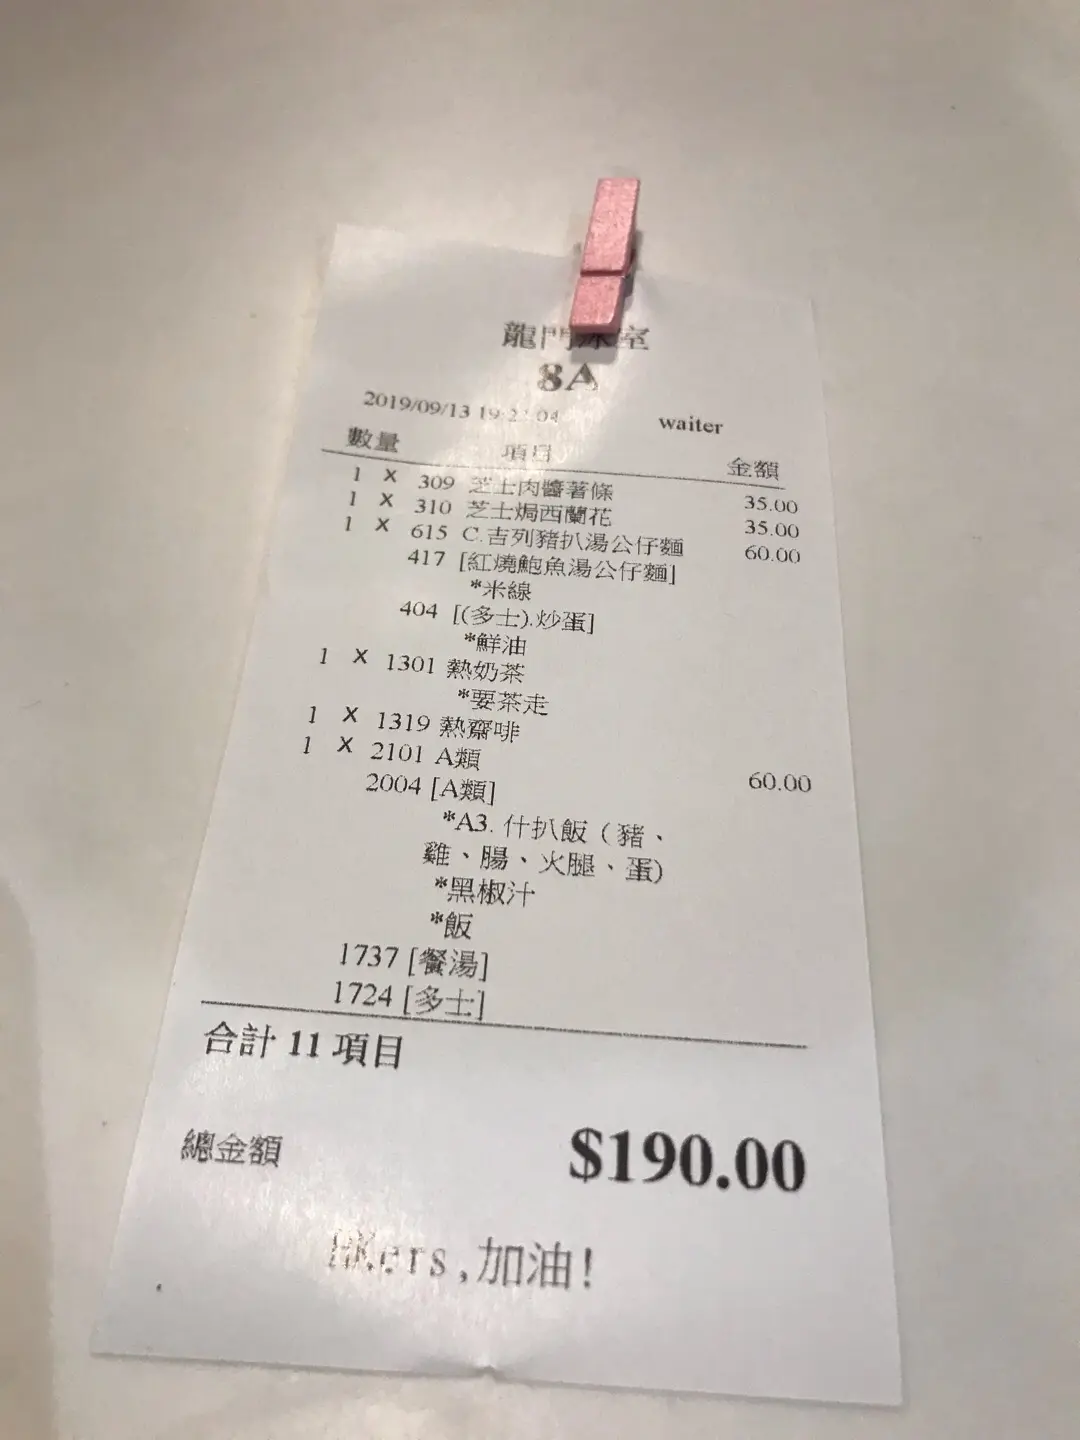 龍門冰室
8A
2019/09/13 19:2 :04 waiter
數量 項目 金額
1 X 309 芝士肉醬薯條 35.00
1 X 310 芝士焗西蘭花 35.00
1 X 615 C.吉列豬扒湯公仔麵 60.00
417 [紅燒鮑魚湯公仔麵]
*米線
404 [(多士).炒蛋]
*鮮油
1 X 1301 熱奶茶
*要茶走
1 X 1319 熱齋啡
1 X 2101 A類 60.00
2004 [A類]
*A3. 什扒飯（豬、
雞、腸、火腿、蛋)
*黑椒汁
*飯
1737 [餐湯]
1724 [多士]
合計 11 項目
總金額 $190.00
HKers,加油!